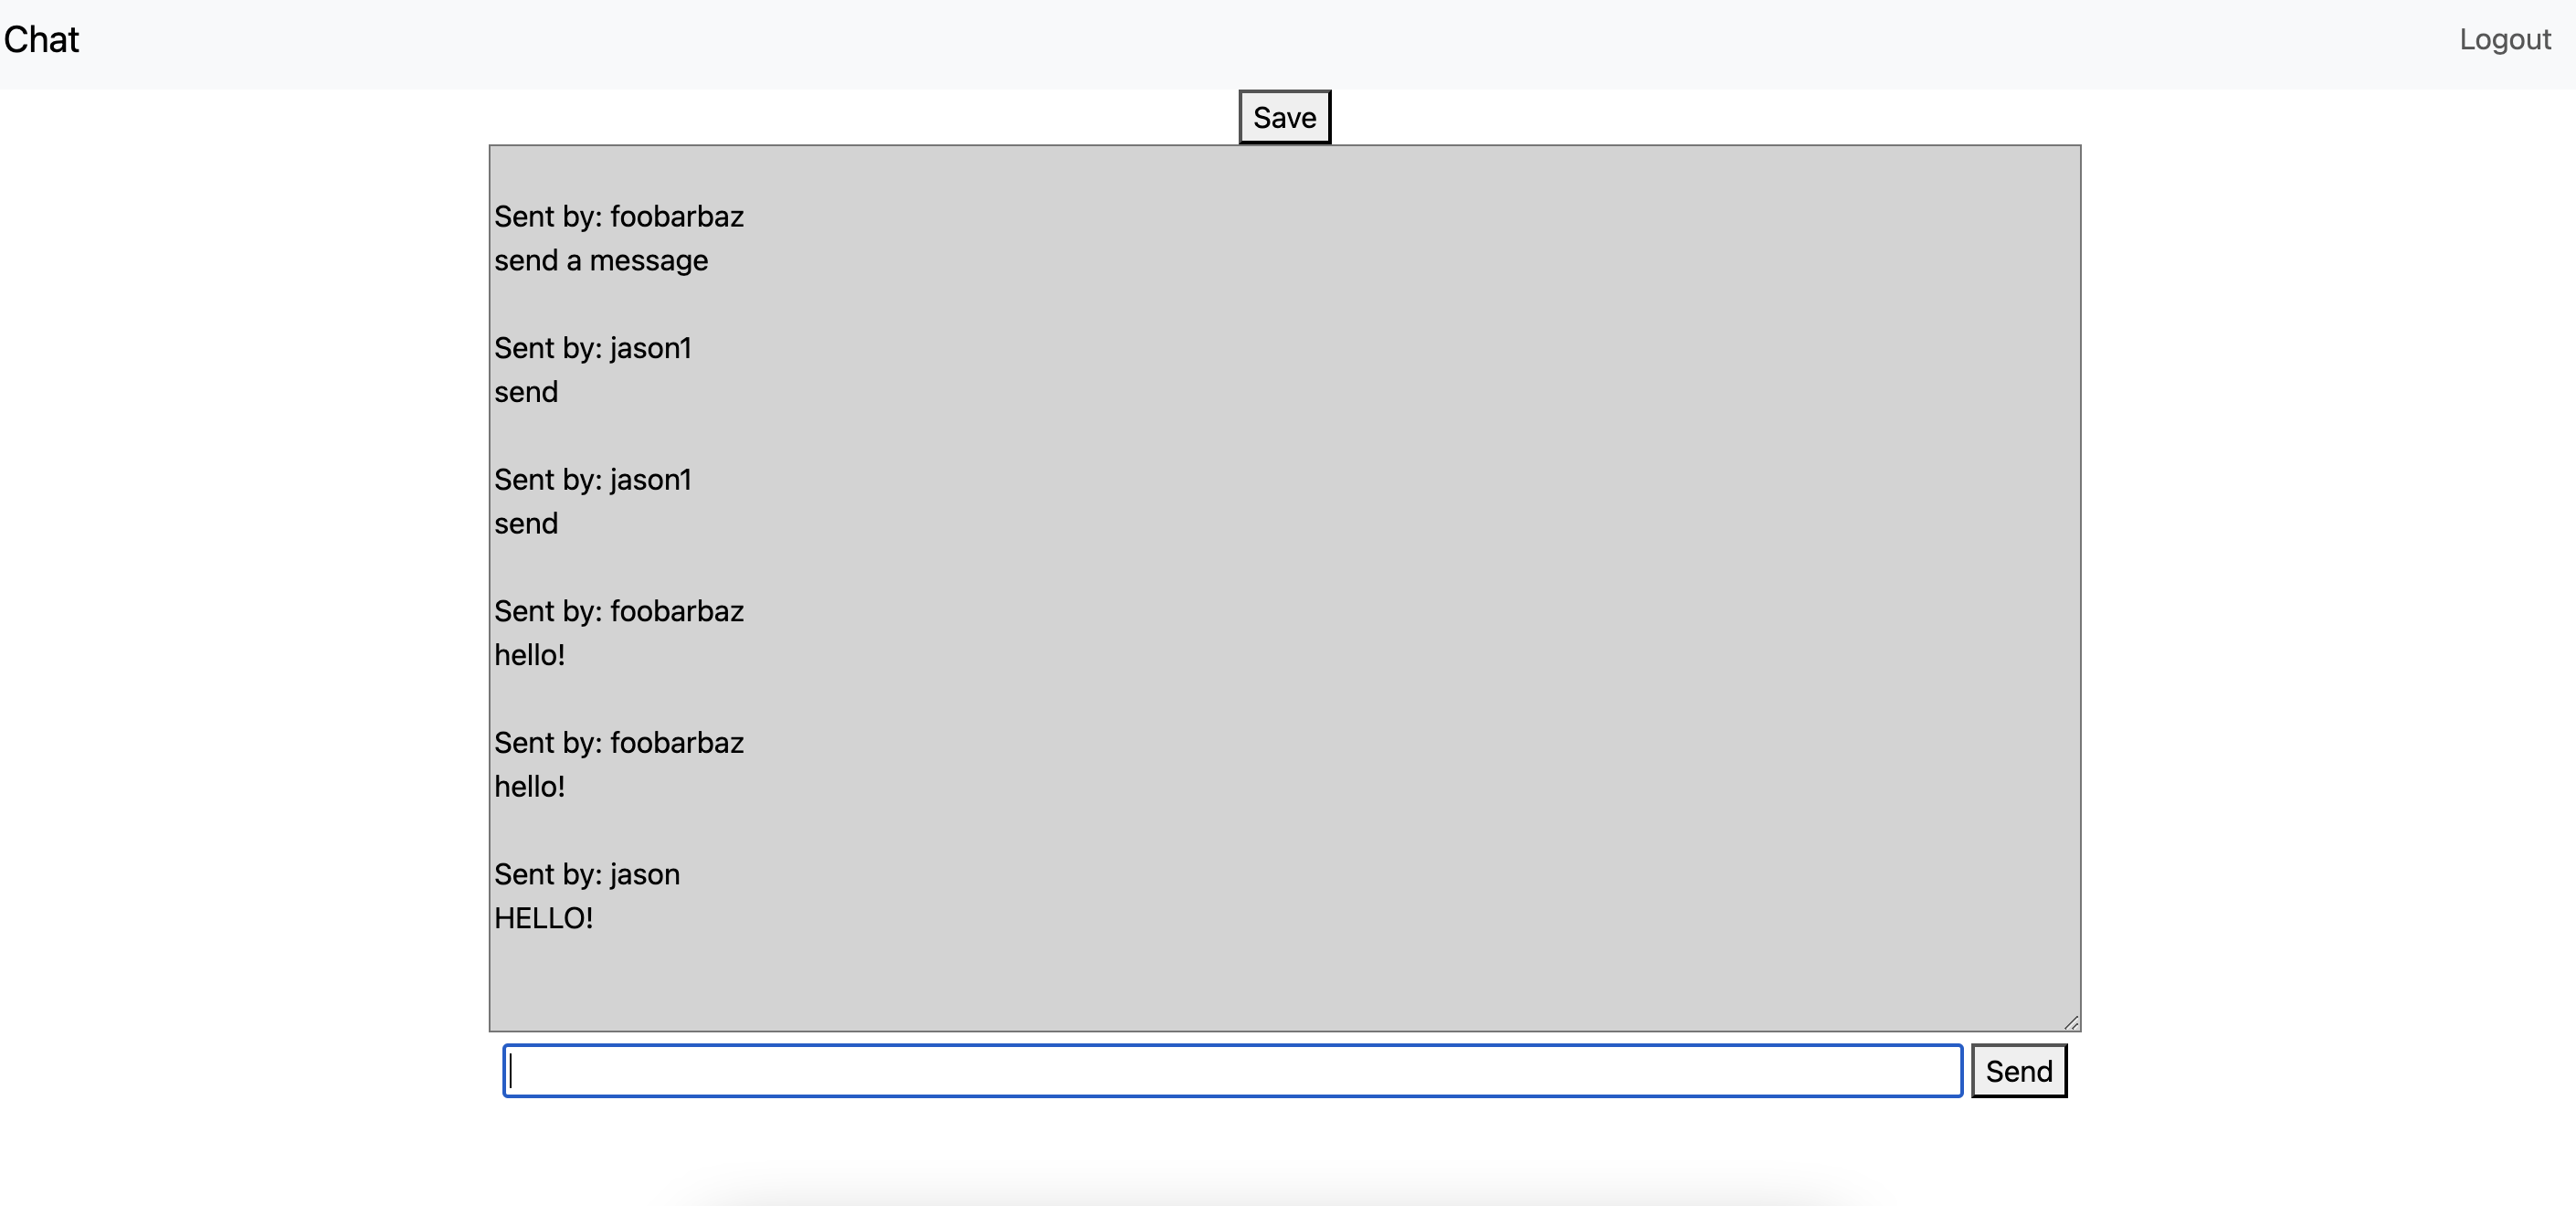 Chat
Logout
Save
Sent by: foobarbaz
send a message
Sent by: jason1
send
Sent by: jason1
send
Sent by: foobarbaz
hello!
Sent by: foobarbaz
hello!
Sent by: jason
HELLO!
Send